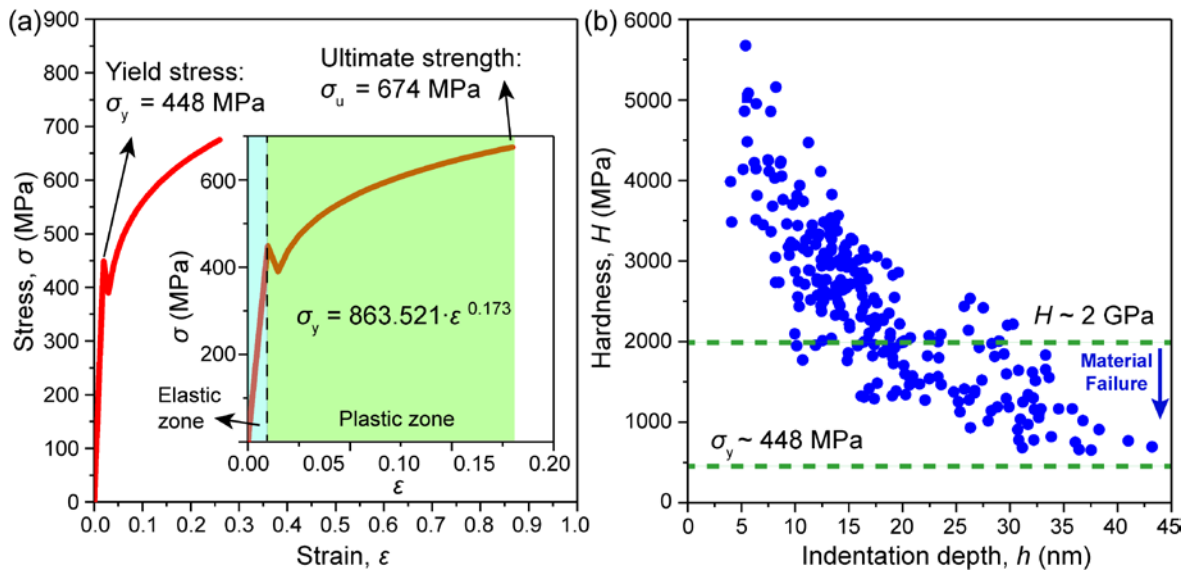 (a)
900
800
700
600
500
400
300
200
100
0
Stress, σ (MPa)
Yield stress:
σy = 448 MPa
Ultimate strength:
σu = 674 MPa
600
400
200
0
σ (MPa)
σy = 863.521·ε 0.173
Elastic
zone
Plastic zone
0.00 0.05 0.10 0.15 0.20
ε
0.0 0.1 0.2 0.3 0.4 0.5 0.6 0.7 0.8 0.9 1.0
Strain, ε
(b)
6000
5000
4000
3000
2000
1000
0
Hardness, H (MPa)
H ~ 2 GPa
Material
Failure
σy ~ 448 MPa
0 5 10 15 20 25 30 35 40 45
Indentation depth, h (nm)